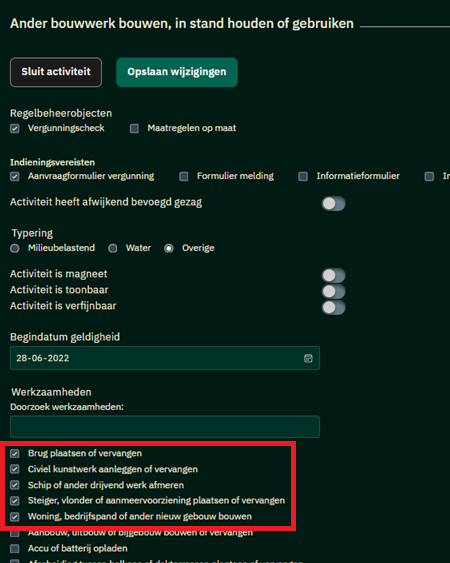 Ander bouwwerk bouwen, in stand houden of gebruiken
Sluit activiteit
Opslaan wijzigingen
Regelbeheerobjecten
Vergunningscheck Maatregelen op maat
Indieningsvereisten
Aanvraagformulier vergunning Formulier melding Informatieformulier
Activiteit heeft afwijkend bevoegd gezag
Typering
Milieubelastend Water Overige
Activiteit is magneet
Activiteit is toonbaar
Activiteit is verfijnbaar
Begindatum geldigheid
28-06-2022
Werkzaamheden
Doorzoek werkzaamheden:
Brug plaatsen of vervangen
Civiel kunstwerk aanleggen of vervangen
Schip of ander drijvend werk afmeren
Steiger, vlonder of aanmeervoorziening plaatsen of vervangen
Woning, bedrijfspand of ander nieuw gebouw bouwen
Aanbouw, uitbouw of bijgebouw bouwen of vervangen
Accu of batterij opladen